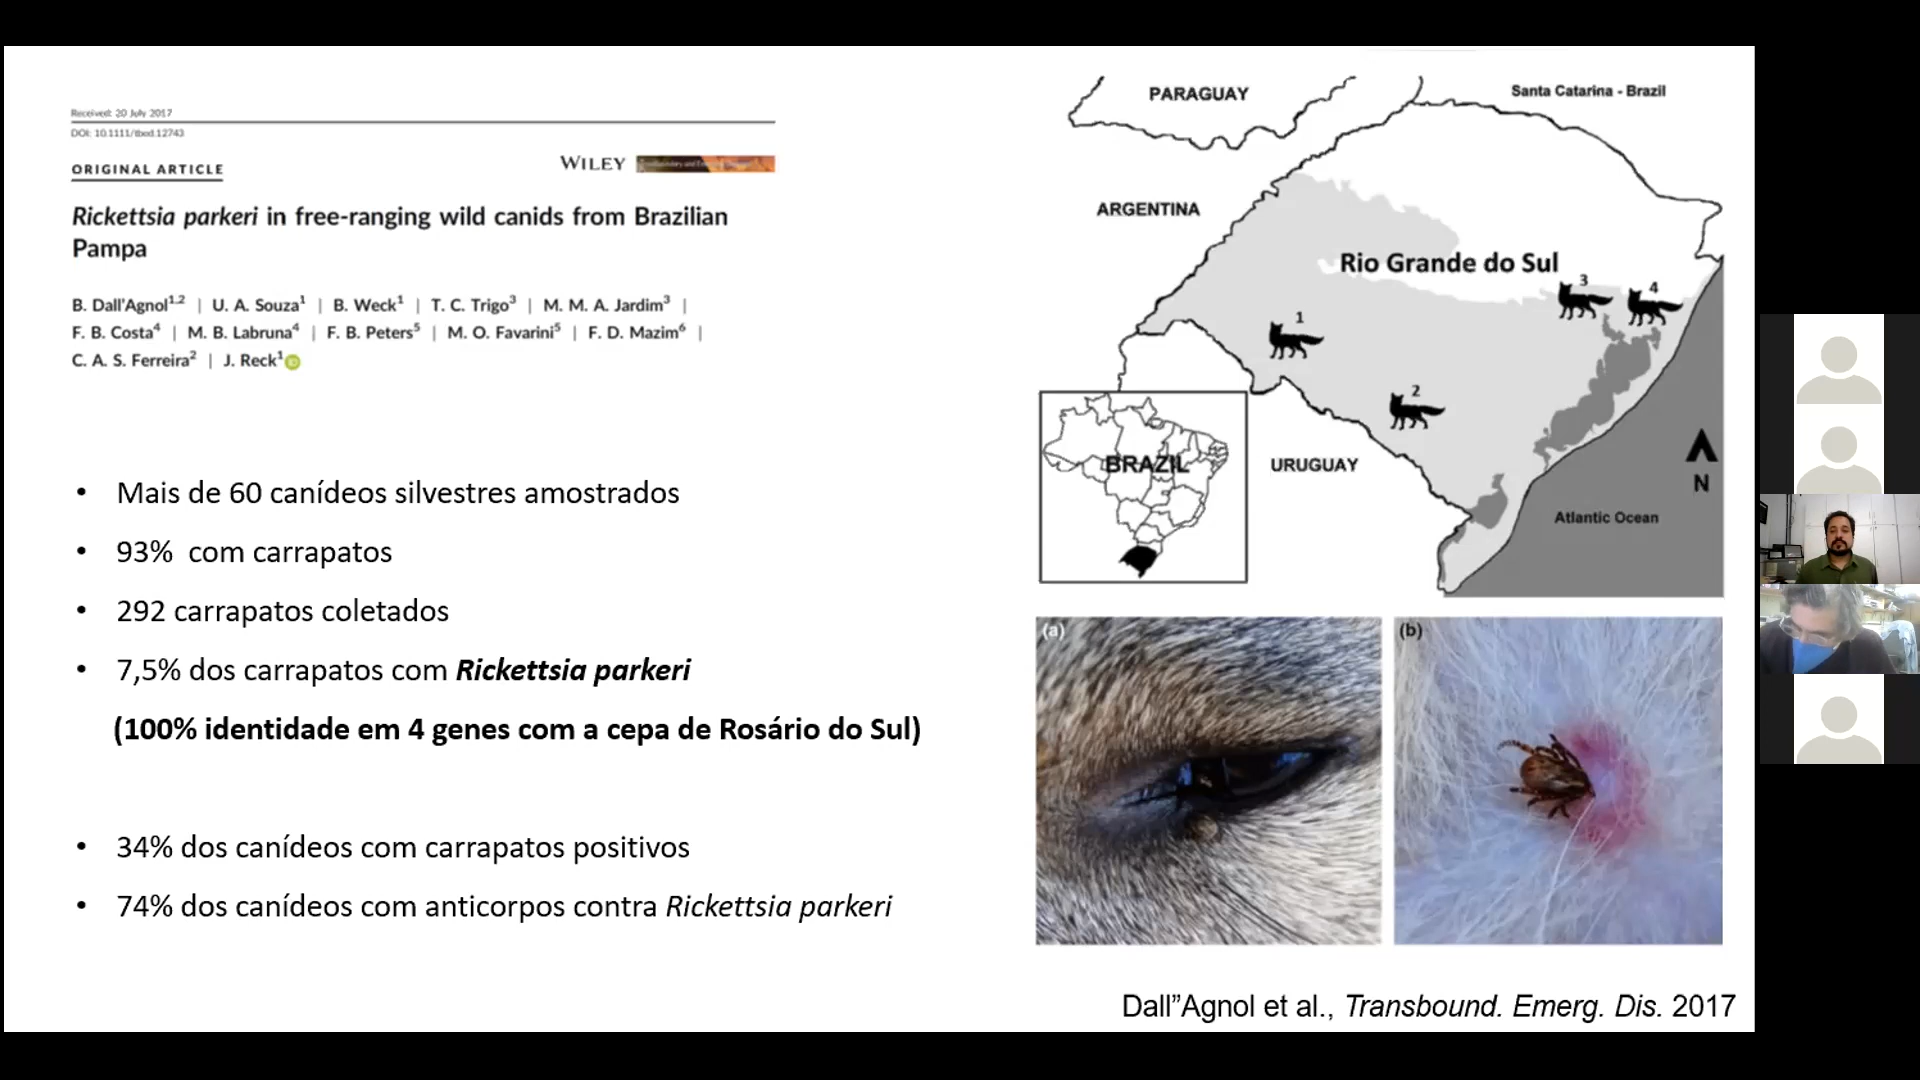 Received: 20 July 2017
DOI: 10.1111/tbed.12743
ORIGINAL ARTICLE
WILEY
Rickettsia parkeri in free-ranging wild canids from Brazilian
Pampa
B. Dall'Agnol1,2 | U. A. Souza1 | B. Weck1 | T. C. Trigo3 | M. M. A. Jardim3 |
F. B. Costa4 | M. B. Labruna4 | F. B. Peters5 | M. O. Favarini5 | F. D. Mazim6 |
C. A. S. Ferreira2 | J. Reck1 iD
• Mais de 60 canídeos silvestres amostrados
• 93% com carrapatos
• 292 carrapatos coletados
• 7,5% dos carrapatos com Rickettsia parkeri
(100% identidade em 4 genes com a cepa de Rosário do Sul)
• 34% dos canídeos com carrapatos positivos
• 74% dos canídeos com anticorpos contra Rickettsia parkeri
PARAGUAY
Santa Catarina - Brazil
ARGENTINA
Rio Grande do Sul
1
2
3
4
BRAZIL
URUGUAY
N
Atlantic Ocean
(a)
(b)
Dall”Agnol et al., Transbound. Emerg. Dis. 2017